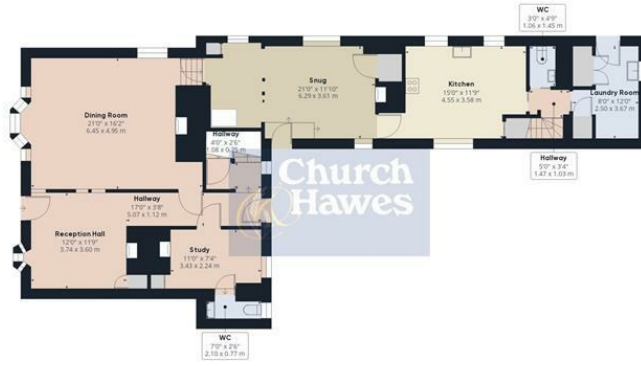 WC
3'0" x 4'9"
1.06 x 1.45 m
Dining Room
21'0" x 16'2"
6.45 x 4.95 m
Snug
21'0" x 11'10"
6.29 x 3.61 m
Kitchen
15'0" x 11'9"
4.55 x 3.58 m
Laundry Room
8'0" x 12'0"
2.50 x 3.67 m
Hallway
4'0" x 2'6"
1.08 x 0.75 m
Hallway
5'0" x 3'4"
1.47 x 1.03 m
Church
& Hawes
Hallway
17'0" x 3'8"
5.07 x 1.12 m
Reception Hall
12'0" x 11'9"
3.74 x 3.60 m
Study
11'0" x 7'4"
3.43 x 2.24 m
WC
7'0" x 2'6"
2.10 x 0.77 m